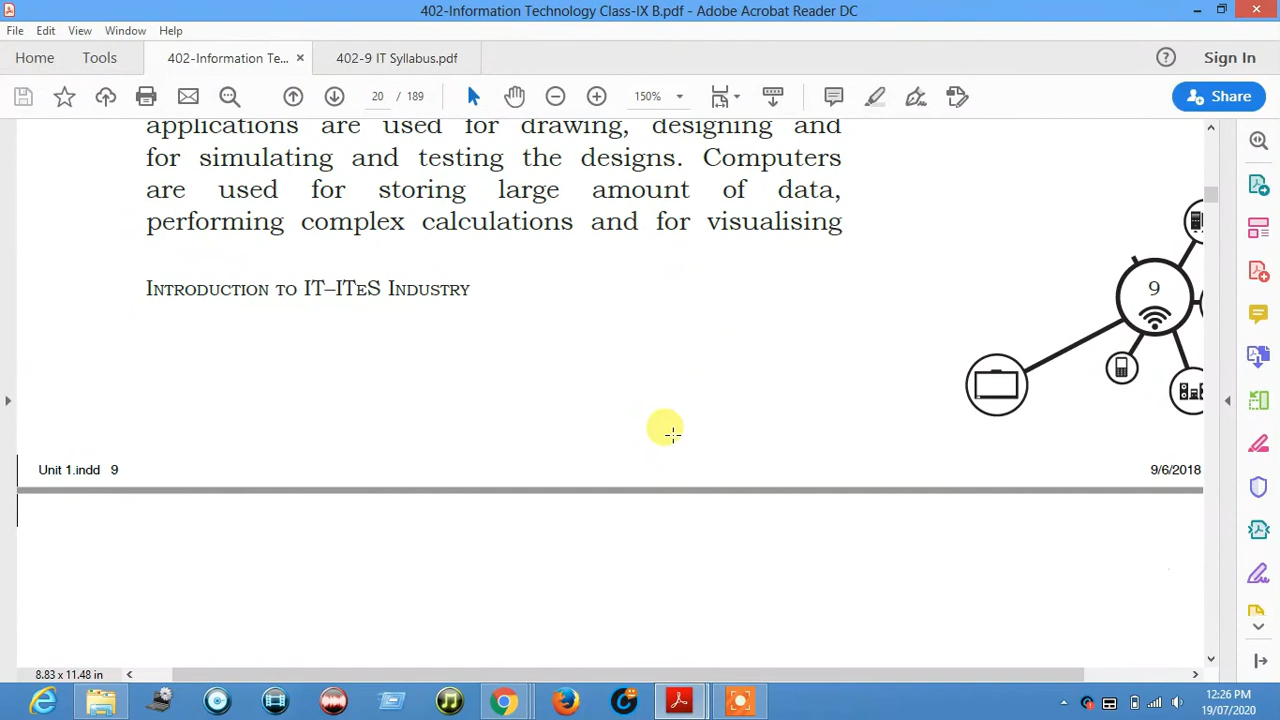 402-Information Technology Class-IX B.pdf - Adobe Acrobat Reader DC
File Edit View Window Help
Home Tools 402-Information Te... × 402-9 IT Syllabus.pdf Sign In
20 / 189 150% Share
applications are used for drawing, designing and
for simulating and testing the designs. Computers
are used for storing large amount of data,
performing complex calculations and for visualising
Introduction to IT–ITeS Industry
9
Unit 1.indd 9 9/6/2018
8.83 x 11.48 in
12:26 PM
19/07/2020